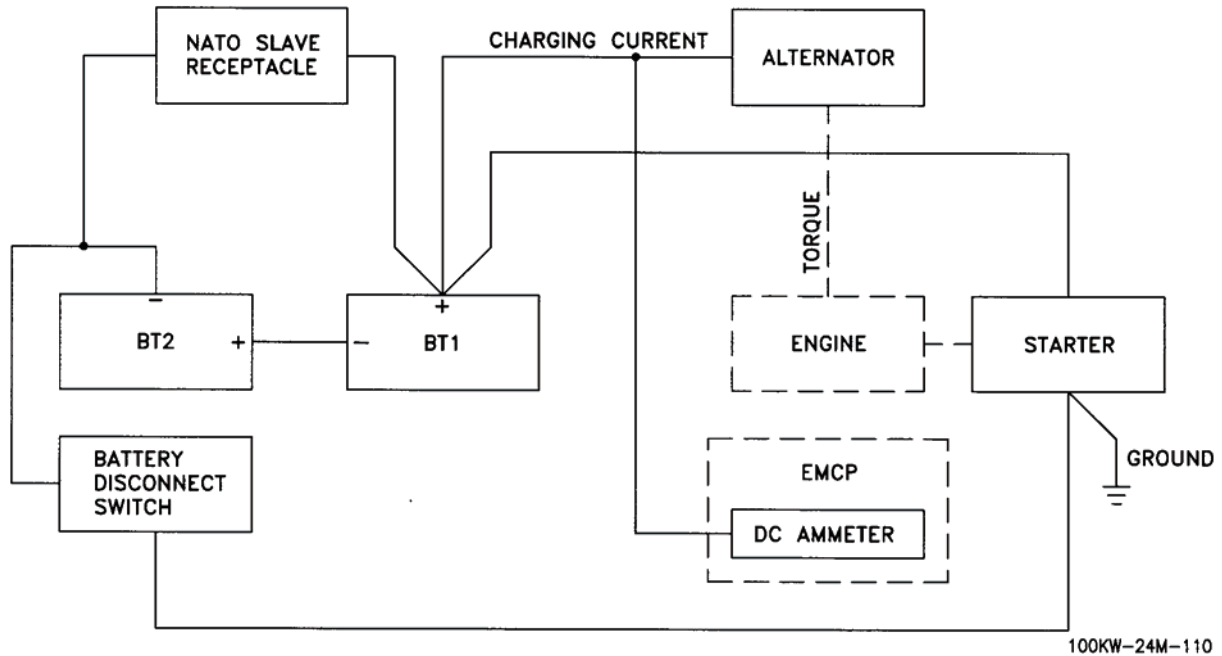 NATO SLAVE
RECEPTACLE
CHARGING CURRENT
ALTERNATOR
TORQUE
-
BT2
+
-
+
BT1
ENGINE
STARTER
BATTERY
DISCONNECT
SWITCH
EMCP
DC AMMETER
GROUND
100KW-24M-110